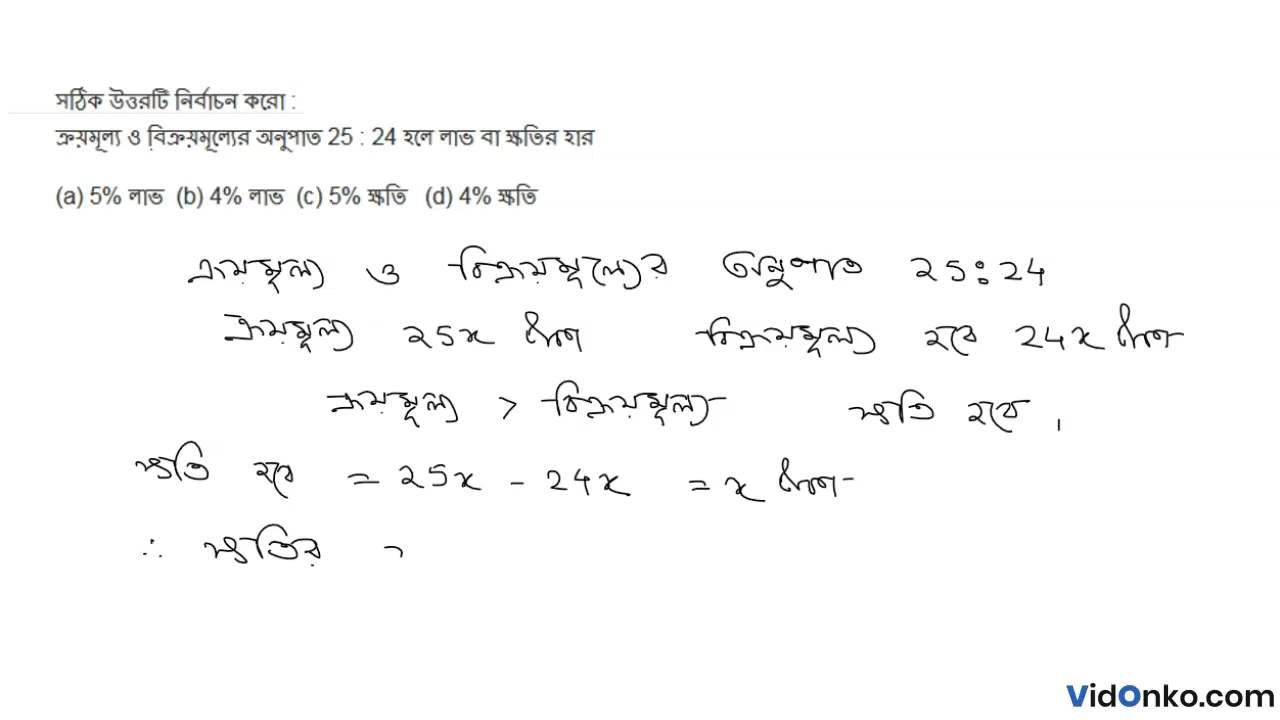 সঠিক উত্তরটি নির্বাচন করো :
ক্রয়মূল্য ও বিক্রয়মূল্যের অনুপাত 25 : 24 হলে লাভ বা ক্ষতির হার
(a) 5% লাভ (b) 4% লাভ (c) 5% ক্ষতি (d) 4% ক্ষতি
ক্রয়মূল্য ও বিক্রয়মূল্যের অনুপাত 25:24
ক্রয়মূল্য 25x টাকা বিক্রয়মূল্য হবে 24x টাকা
ক্রয়মূল্য > বিক্রয়মূল্য ক্ষতি হবে ।
ক্ষতি হবে = 25x - 24x = x টাকা
∴ ক্ষতির
VidOnko.com